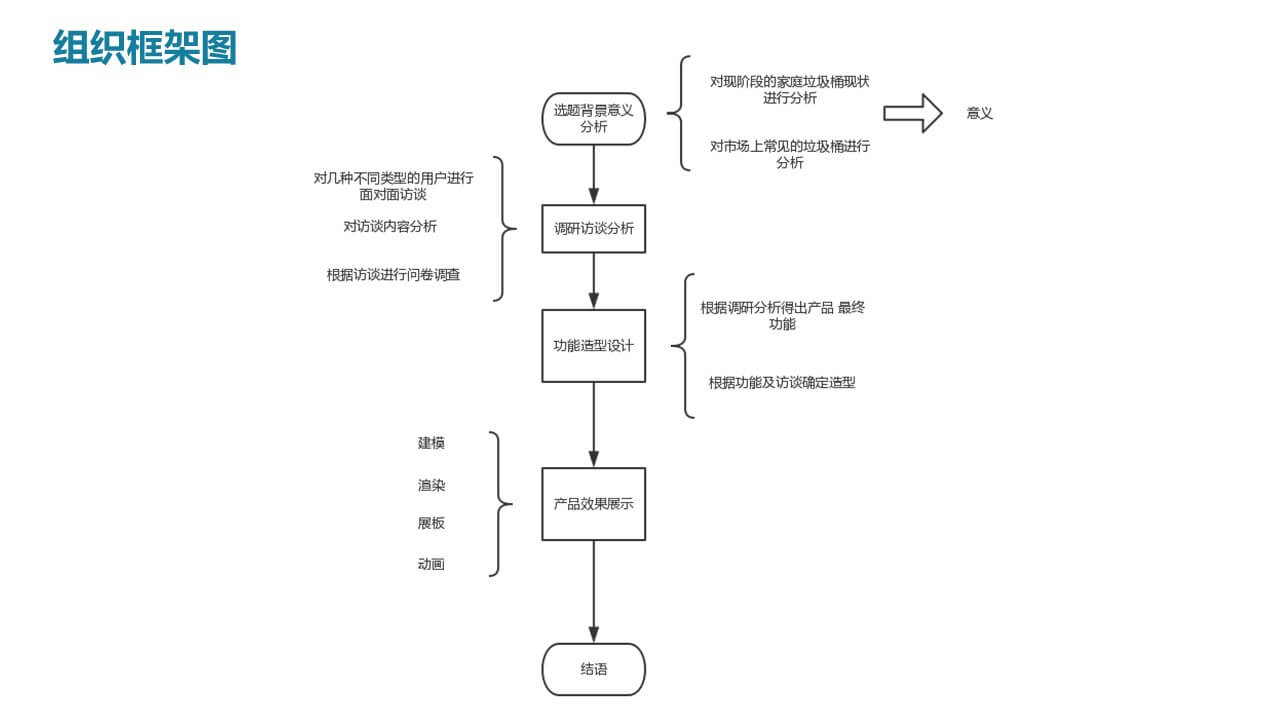 组织框架图
选题背景意义
分析
对现阶段的家庭垃圾桶现状
进行分析
对市场上常见的垃圾桶进行
分析
意义
对几种不同类型的用户进行
面对面访谈
对访谈内容分析
根据访谈进行问卷调查
调研访谈分析
功能造型设计
根据调研分析得出产品 最终
功能
根据功能及访谈确定造型
建模
渲染
展板
动画
产品效果展示
结语